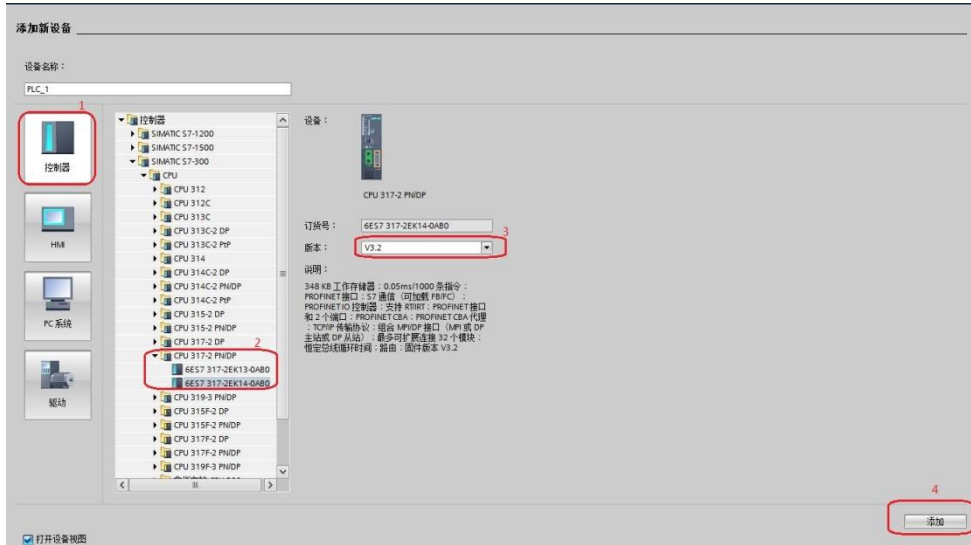 添加新设备
设备名称：
PLC_1
1
控制器
HMI
PC 系统
驱动
控制器
SIMATIC S7-1200
SIMATIC S7-1500
SIMATIC S7-300
CPU
CPU 312
CPU 312C
CPU 313C
CPU 313C-2 DP
CPU 313C-2 PtP
CPU 314
CPU 314C-2 DP
CPU 314C-2 PN/DP
CPU 314C-2 PtP
CPU 315-2 DP
CPU 315-2 PN/DP
CPU 317-2 DP
2
CPU 317-2 PN/DP
6ES7 317-2EK13-0AB0
6ES7 317-2EK14-0AB0
CPU 319-3 PN/DP
CPU 315F-2 DP
CPU 315F-2 PN/DP
CPU 317F-2 DP
CPU 317F-2 PN/DP
CPU 319F-3 PN/DP
设备：
CPU 317-2 PN/DP
订货号：
6ES7 317-2EK14-0AB0
3
版本：
V3.2
说明：
348 KB 工作存储器；0.05ms/1000 条指令；
PROFINET接口；S7 通信（可加载 FB/FC）；
PROFINET IO 控制器；支持 RT/IRT；PROFINET 接口
和 2 个端口；PROFINET CBA；PROFINET CBA 代理
；TCP/IP 传输协议；组合 MPI/DP 接口（MPI 或 DP
主站或 DP 从站）；最多可扩展连接 32 个模块；
恒定总线循环时间；路由；固件版本 V3.2
4
添加
打开设备视图